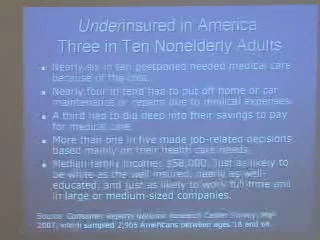 Underinsured in America
Three in Ten Nonelderly Adults
Nearly six in ten postponed needed medical care
because of the cost.
Nearly four in tend had to put off home or car
maintenance or repairs due to medical expenses.
A third had to did deep into their savings to pay
for medical care.
More than one in five made job-related decisions
based mainly on their health care needs.
Median family income: $58,000. Just as likely to
be white as the well insured, nearly as well-
educated, and just as likely to work full time and
in large or medium-sized companies.
Source: Consumer Reports National Research Center Survey, May
2007, which sampled 2,905 Americans between ages 18 and 64.